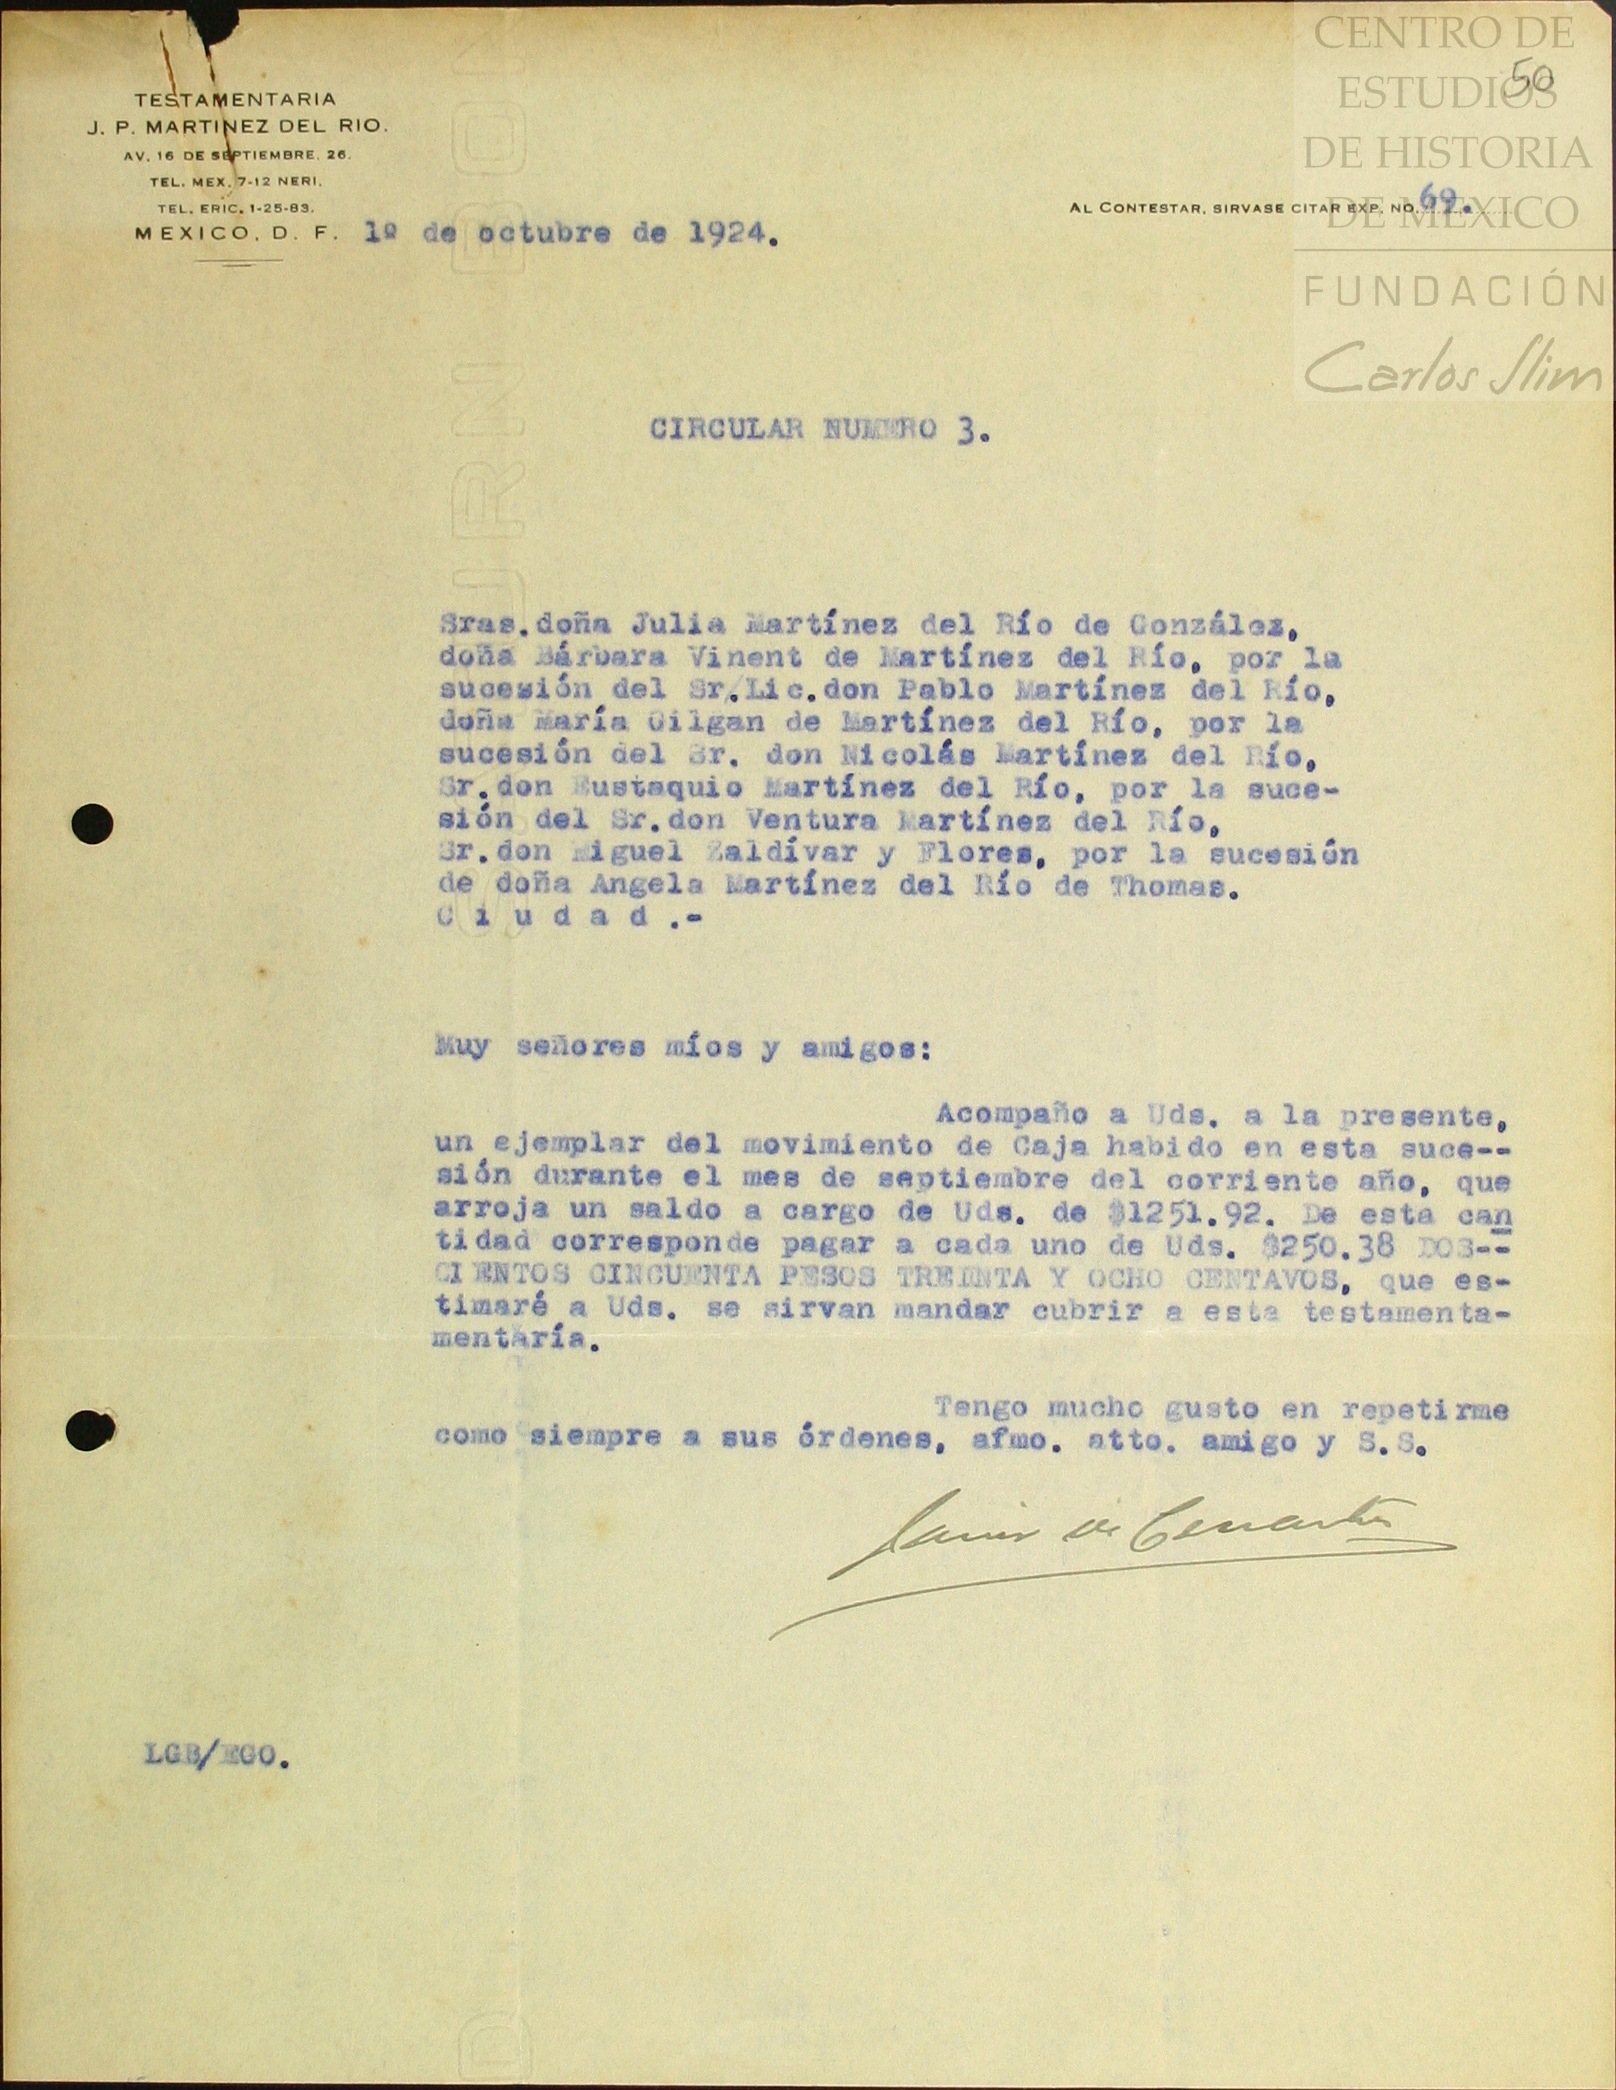 CENTRO DE
ESTUDIOS
DE HISTORIA
DE MEXICO
FUNDACIÓN
Carlos Slim
50
TESTAMENTARIA
J. P. MARTINEZ DEL RIO.
AV. 16 DE SEPTIEMBRE, 26.
TEL. MEX. 7-12 NERI.
TEL. ERIC. 1-25-83.
MEXICO, D. F. 1º de octubre de 1924.
AL CONTESTAR, SIRVASE CITAR EXP. NO. 69.
CIRCULAR NUMERO 3.
Sras.doña Julia Martínez del Río de González,
doña Bárbara Vinent de Martínez del Río, por la
sucesión del Sr.Lic.don Pablo Martínez del Río,
doña María Gilgan de Martínez del Río, por la
sucesión del Sr. don Nicolás Martínez del Río,
Sr.don Eustaquio Martínez del Río, por la suce-
sión del Sr.don Ventura Martínez del Río,
Sr.don Miguel Zaldívar y Flores, por la sucesión
de doña Angela Martínez del Río de Thomas.
C i u d a d .-
Muy señores míos y amigos:
Acompaño a Uds. a la presente,
un ejemplar del movimiento de Caja habido en esta suce--
sión durante el mes de septiembre del corriente año, que
arroja un saldo a cargo de Uds. de $1251.92. De esta can
tidad corresponde pagar a cada uno de Uds. $250.38 DOS--
CIENTOS CINCUENTA PESOS TREINTA Y OCHO CENTAVOS, que es-
timaré a Uds. se sirvan mandar cubrir a esta testamenta-
mentaría.
Tengo mucho gusto en repetirme
como siempre a sus órdenes, afmo. atto. amigo y S.S.
LGB/EGO.